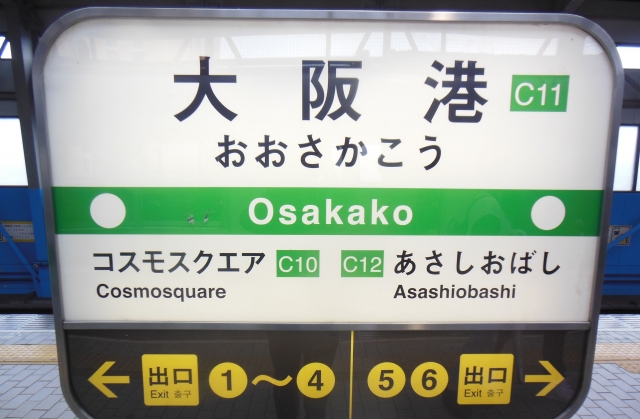 大阪港 C11
おおさかこう
Osakako
コスモスクエア C10 C12 あさしおばし
Cosmosquare Asashiobashi
← 出口 1～4 5 6 出口 →
Exit 출구 Exit 출구